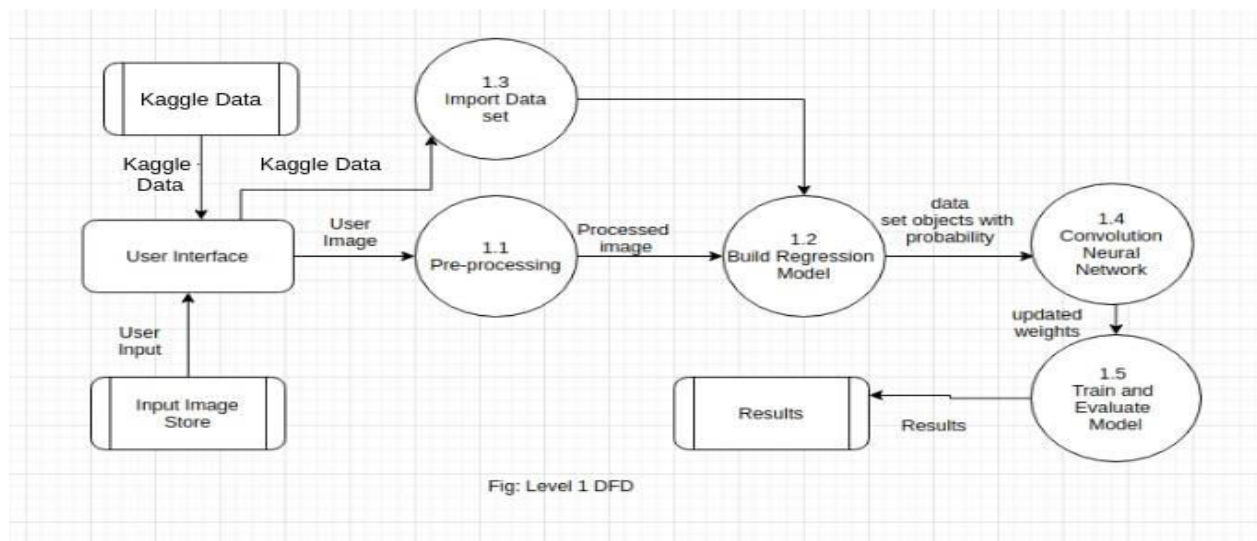 Kaggle Data
1.3
Import Data
set
Kaggle
Data
Kaggle Data
User Interface
User
Image
1.1
Pre-processing
Processed
image
1.2
Build Regression
Model
data
set objects with
probability
1.4
Convolution
Neural
Network
updated
weights
User
Input
Input Image
Store
Results
Results
1.5
Train and
Evaluate
Model
Fig: Level 1 DFD